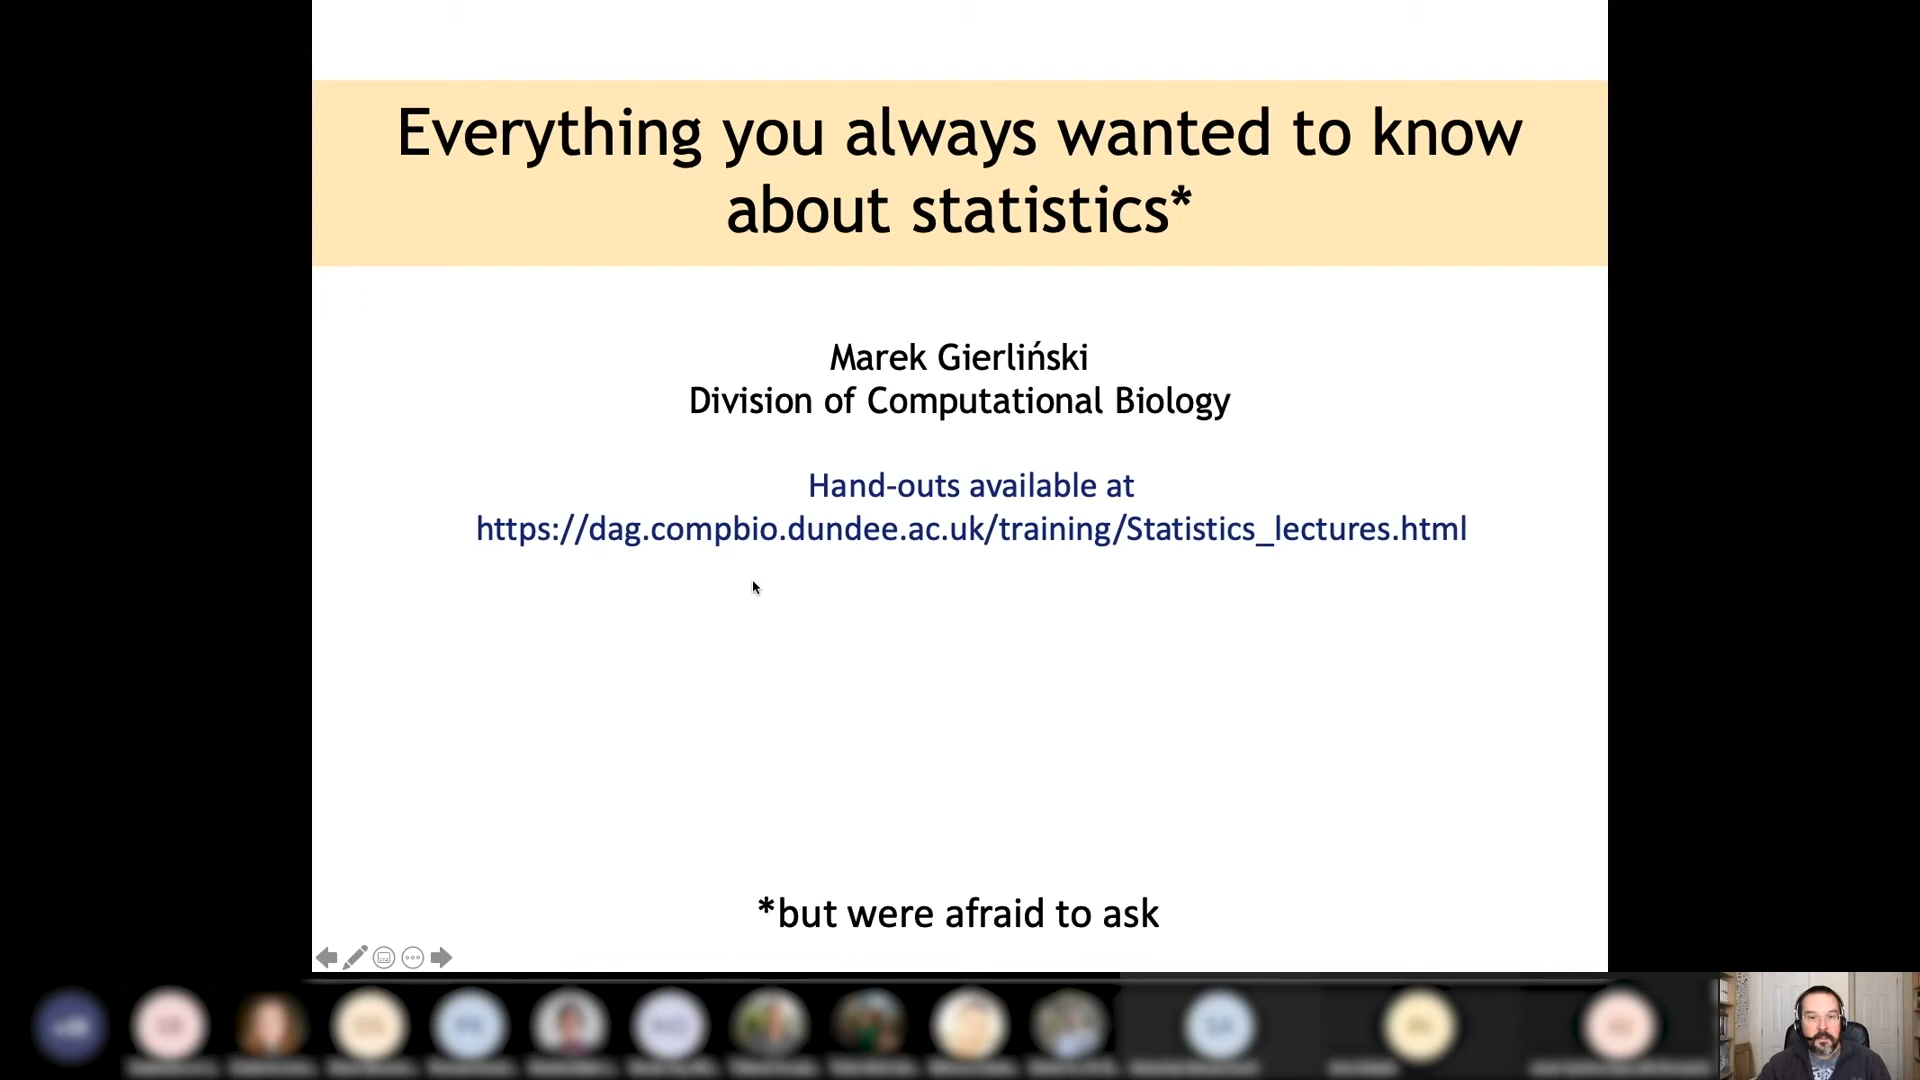 Everything you always wanted to know
about statistics*
Marek Gierliński
Division of Computational Biology
Hand-outs available at
https://dag.compbio.dundee.ac.uk/training/Statistics_lectures.html
*but were afraid to ask